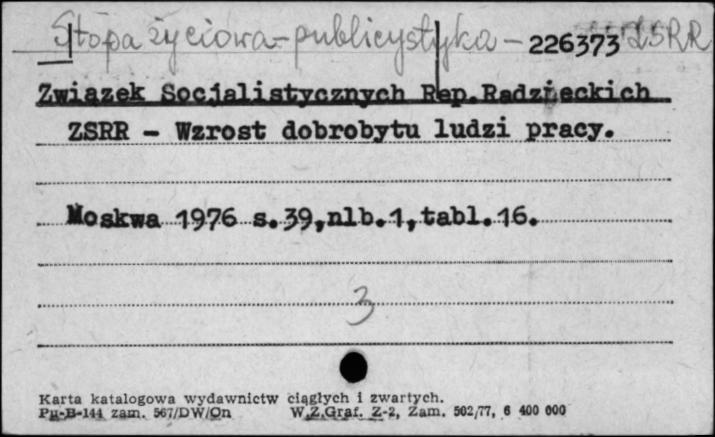 Stopa życiowa - publicystyka - 226373 ZSRR
Związek Socjalistycznych Rep.Radzieckich
ZSRR - Wzrost dobrobytu ludzi pracy.
Moskwa 1976 s.39,nlb.1,tabl.16.
3
Karta katalogowa wydawnictw ciągłych i zwartych.
Pu-B-144 zam. 567/DW/On W.Z.Graf. Z-2, Zam. 502/77, 6 400 000